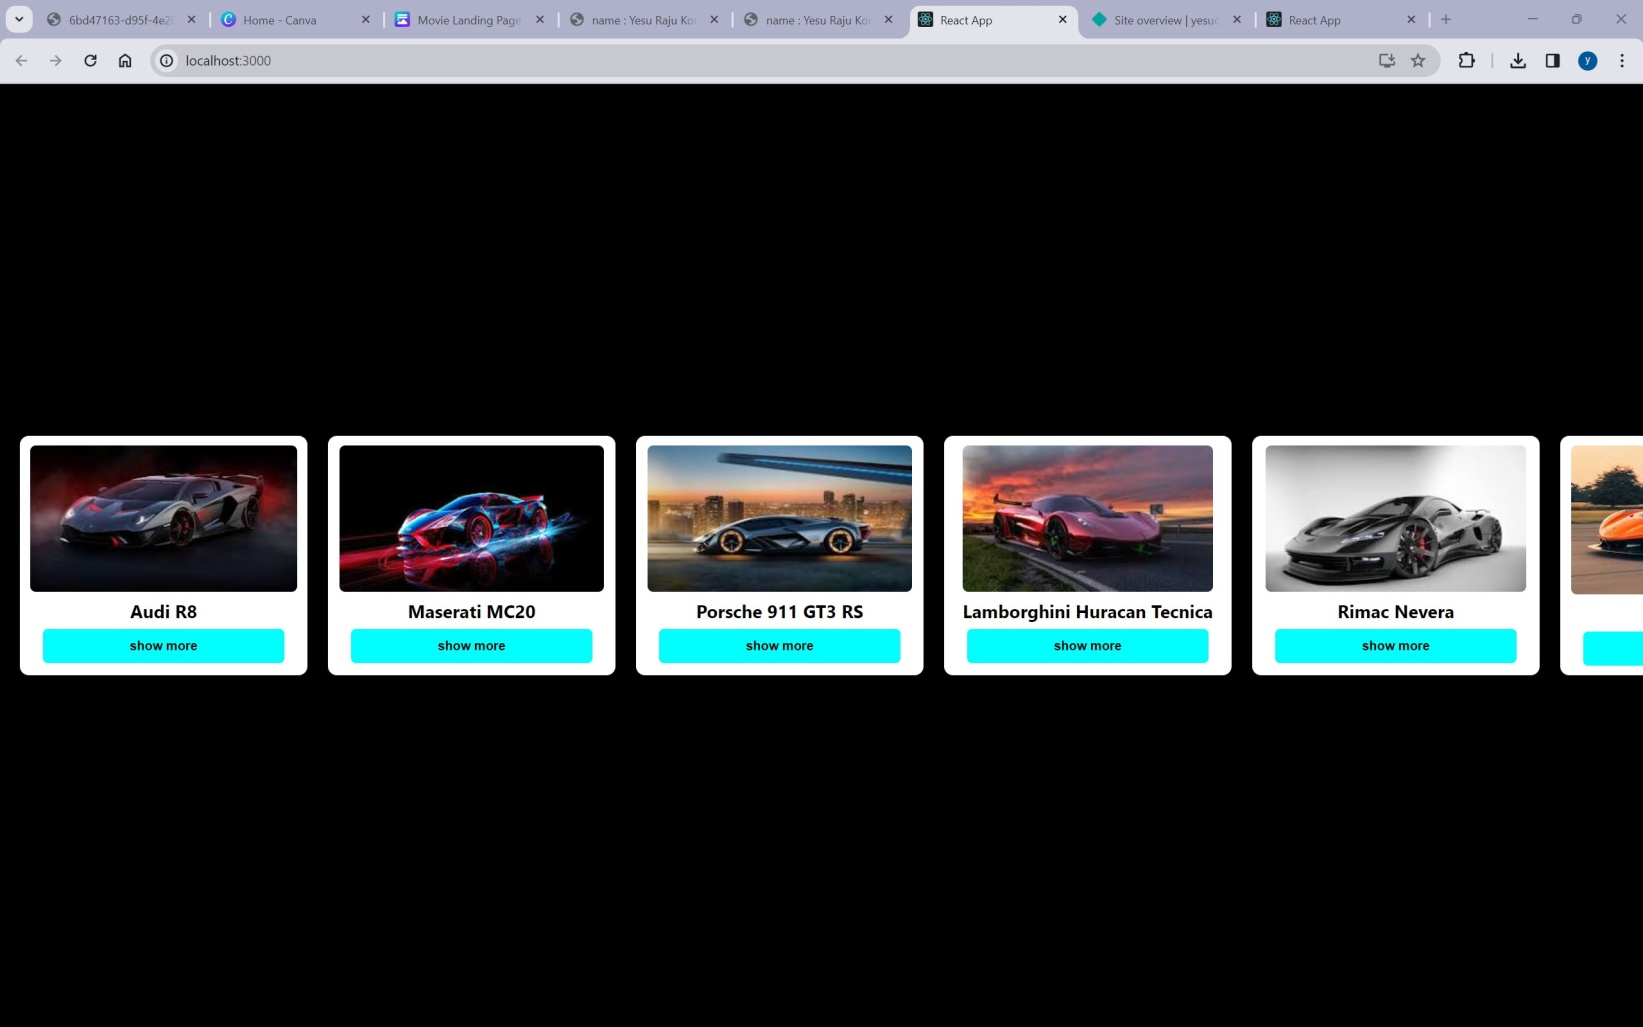 6bd47163-d95f-4e2
Home - Canva
Movie Landing Page
name : Yesu Raju Ko
name : Yesu Raju Ko
React App
Site overview | yesu
React App
localhost:3000
y
Audi R8
Maserati MC20
Porsche 911 GT3 RS
Lamborghini Huracan Tecnica
Rimac Nevera
show more
show more
show more
show more
show more